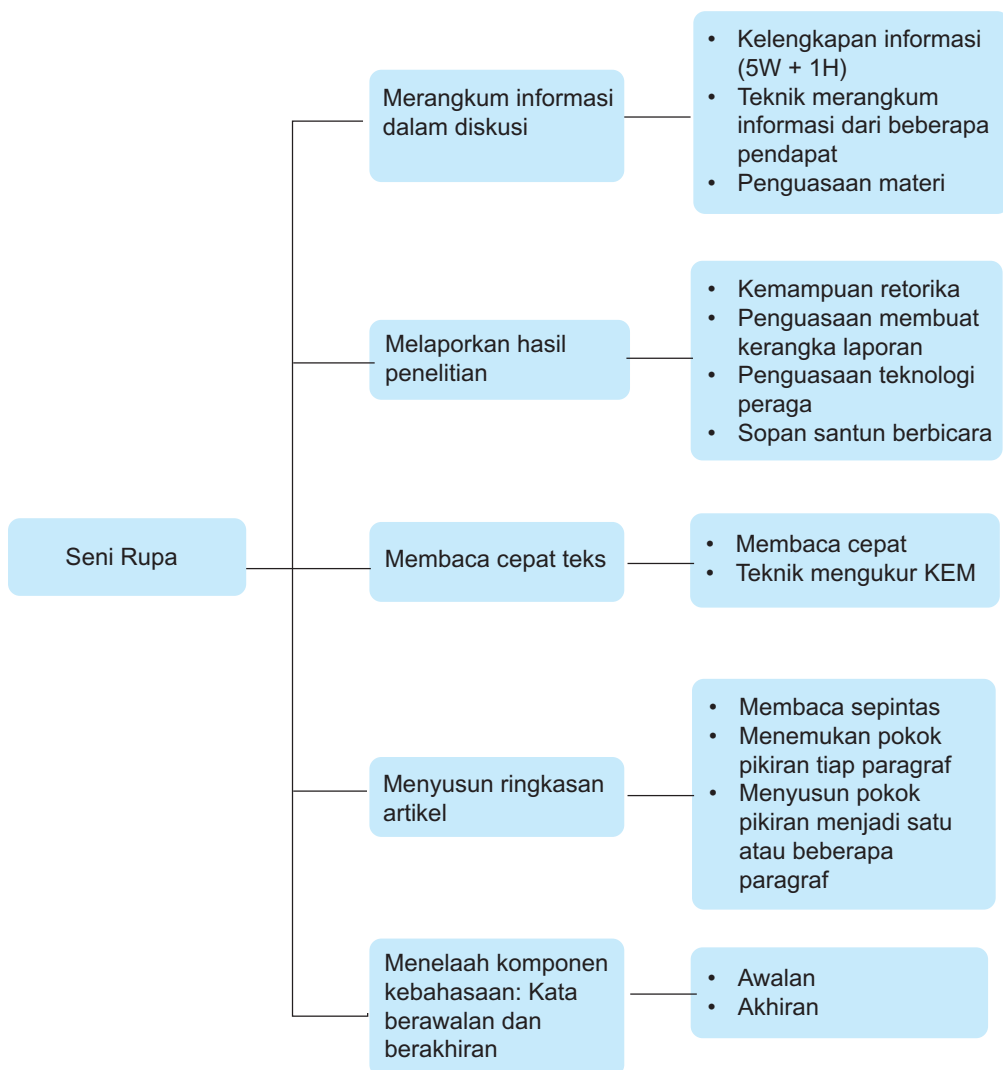 Seni Rupa
Merangkum informasi
dalam diskusi
• Kelengkapan informasi
(5W + 1H)
• Teknik merangkum
informasi dari beberapa
pendapat
• Penguasaan materi
Melaporkan hasil
penelitian
• Kemampuan retorika
• Penguasaan membuat
kerangka laporan
• Penguasaan teknologi
peraga
• Sopan santun berbicara
Membaca cepat teks
• Membaca cepat
• Teknik mengukur KEM
Menyusun ringkasan
artikel
• Membaca sepintas
• Menemukan pokok
pikiran tiap paragraf
• Menyusun pokok
pikiran menjadi satu
atau beberapa
paragraf
Menelaah komponen
kebahasaan: Kata
berawalan dan
berakhiran
• Awalan
• Akhiran